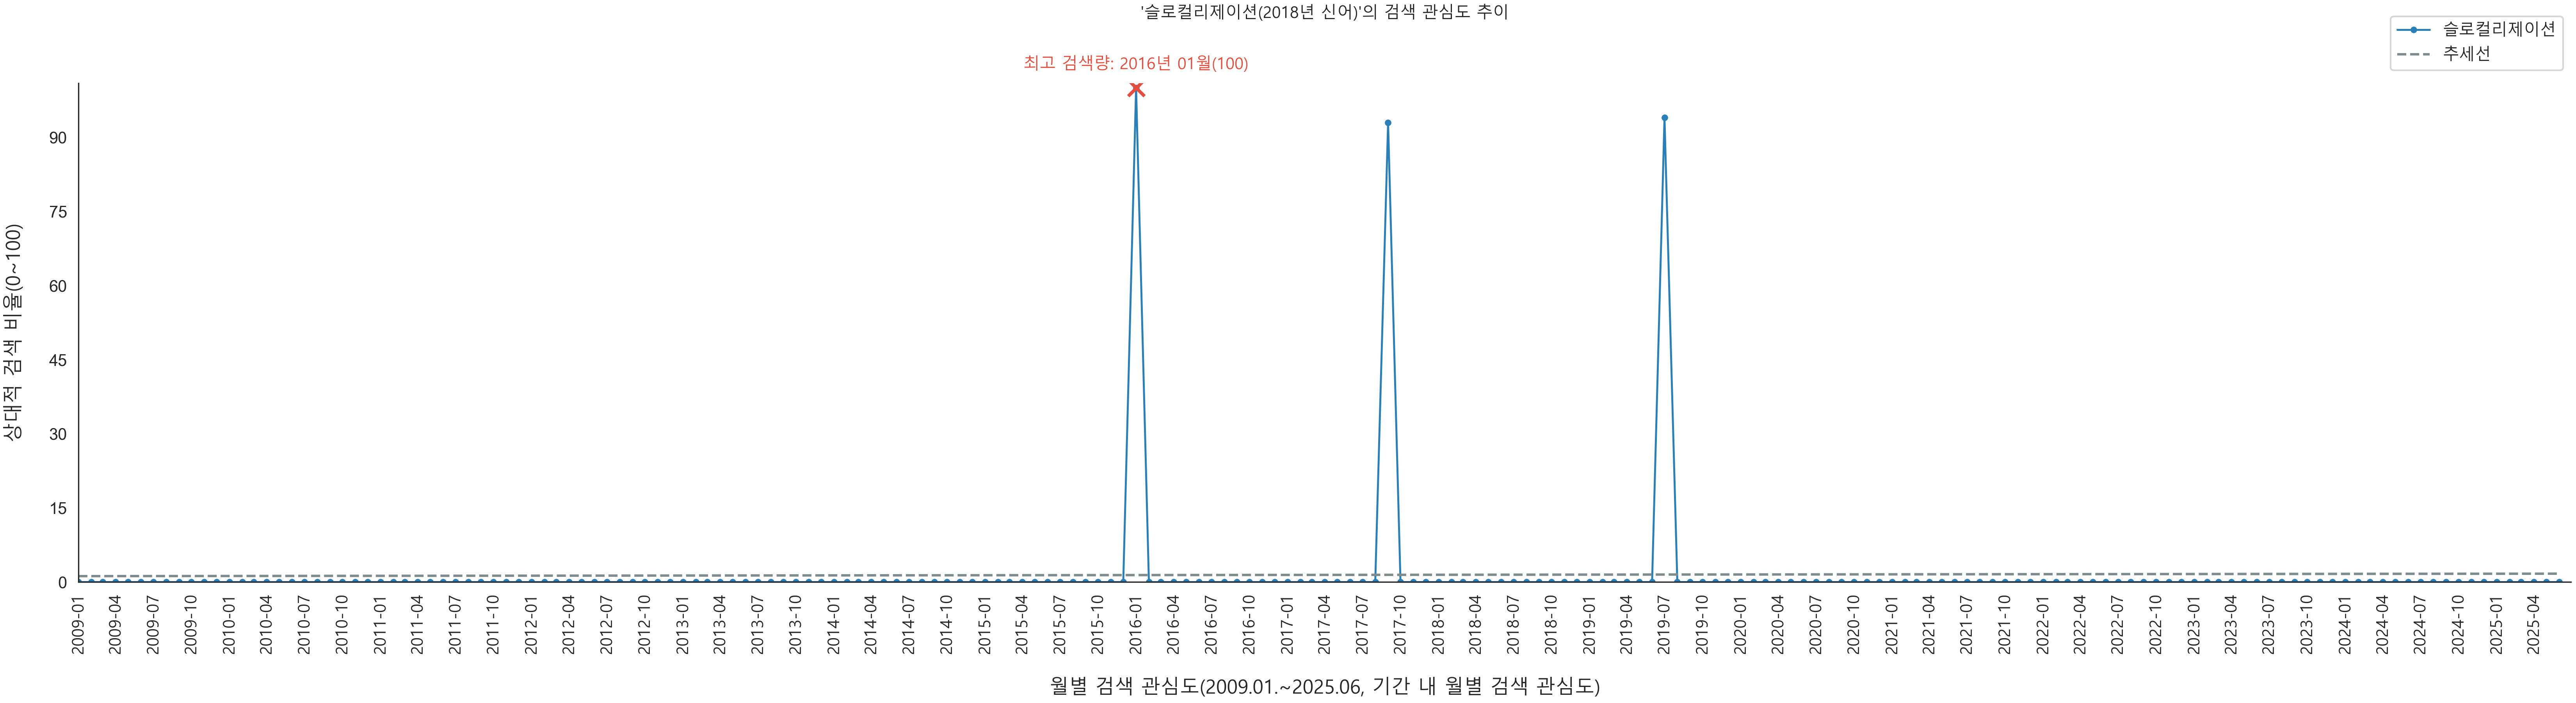 '슬로컬리제이션(2018년 신어)'의 검색 관심도 추이
슬로컬리제이션
추세선
최고 검색량: 2016년 01월(100)
상대적 검색 비율(0~100)
90
75
60
45
30
15
0
2009-01 2009-04 2009-07 2009-10 2010-01 2010-04 2010-07 2010-10 2011-01 2011-04 2011-07 2011-10 2012-01 2012-04 2012-07 2012-10 2013-01 2013-04 2013-07 2013-10 2014-01 2014-04 2014-07 2014-10 2015-01 2015-04 2015-07 2015-10 2016-01 2016-04 2016-07 2016-10 2017-01 2017-04 2017-07 2017-10 2018-01 2018-04 2018-07 2018-10 2019-01 2019-04 2019-07 2019-10 2020-01 2020-04 2020-07 2020-10 2021-01 2021-04 2021-07 2021-10 2022-01 2022-04 2022-07 2022-10 2023-01 2023-04 2023-07 2023-10 2024-01 2024-04 2024-07 2024-10 2025-01 2025-04
월별 검색 관심도(2009.01.~2025.06, 기간 내 월별 검색 관심도)